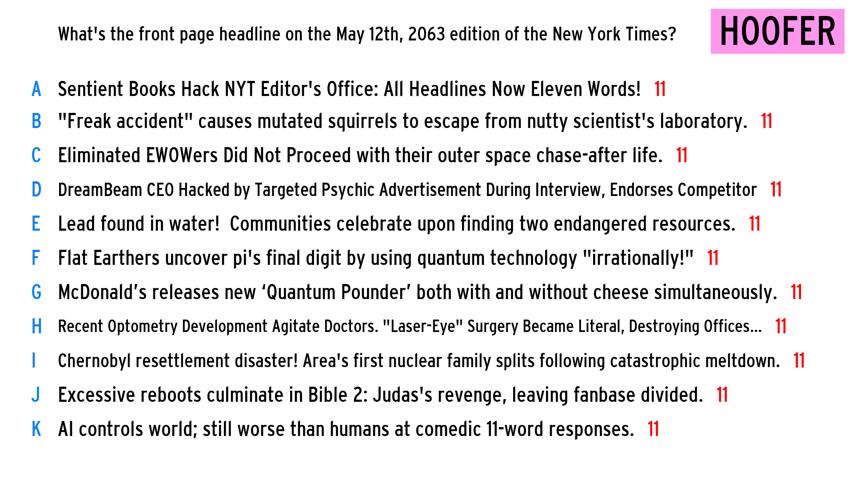 What's the front page headline on the May 12th, 2063 edition of the New York Times?
HOOFER
A Sentient Books Hack NYT Editor's Office: All Headlines Now Eleven Words! 11
B "Freak accident" causes mutated squirrels to escape from nutty scientist's laboratory. 11
C Eliminated EWOWers Did Not Proceed with their outer space chase-after life. 11
D DreamBeam CEO Hacked by Targeted Psychic Advertisement During Interview, Endorses Competitor 11
E Lead found in water!  Communities celebrate upon finding two endangered resources. 11
F Flat Earthers uncover pi's final digit by using quantum technology "irrationally!" 11
G McDonald’s releases new ‘Quantum Pounder’ both with and without cheese simultaneously. 11
H Recent Optometry Development Agitate Doctors. "Laser-Eye" Surgery Became Literal, Destroying Offices... 11
I Chernobyl resettlement disaster! Area's first nuclear family splits following catastrophic meltdown. 11
J Excessive reboots culminate in Bible 2: Judas's revenge, leaving fanbase divided. 11
K AI controls world; still worse than humans at comedic 11-word responses. 11